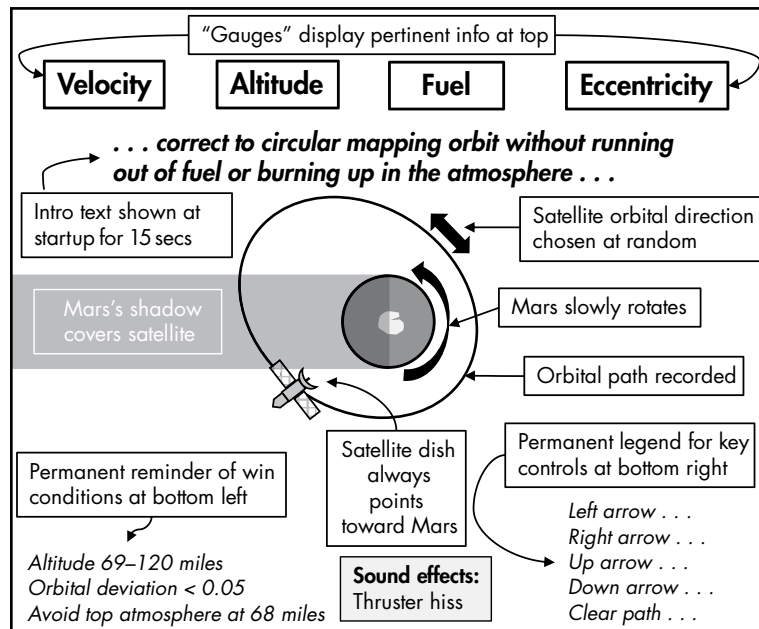 “Gauges” display pertinent info at top
Velocity
Altitude
Fuel
Eccentricity
. . . correct to circular mapping orbit without running
out of fuel or burning up in the atmosphere . . .
Intro text shown at
startup for 15 secs
Satellite orbital direction
chosen at random
Mars’s shadow
covers satellite
Mars slowly rotates
Orbital path recorded
Permanent reminder of win
conditions at bottom left
Satellite dish
always
points
toward Mars
Permanent legend for key
controls at bottom right
Altitude 69–120 miles
Orbital deviation < 0.05
Avoid top atmosphere at 68 miles
Sound effects:
Thruster hiss
Left arrow . . .
Right arrow . . .
Up arrow . . .
Down arrow . . .
Clear path . . .